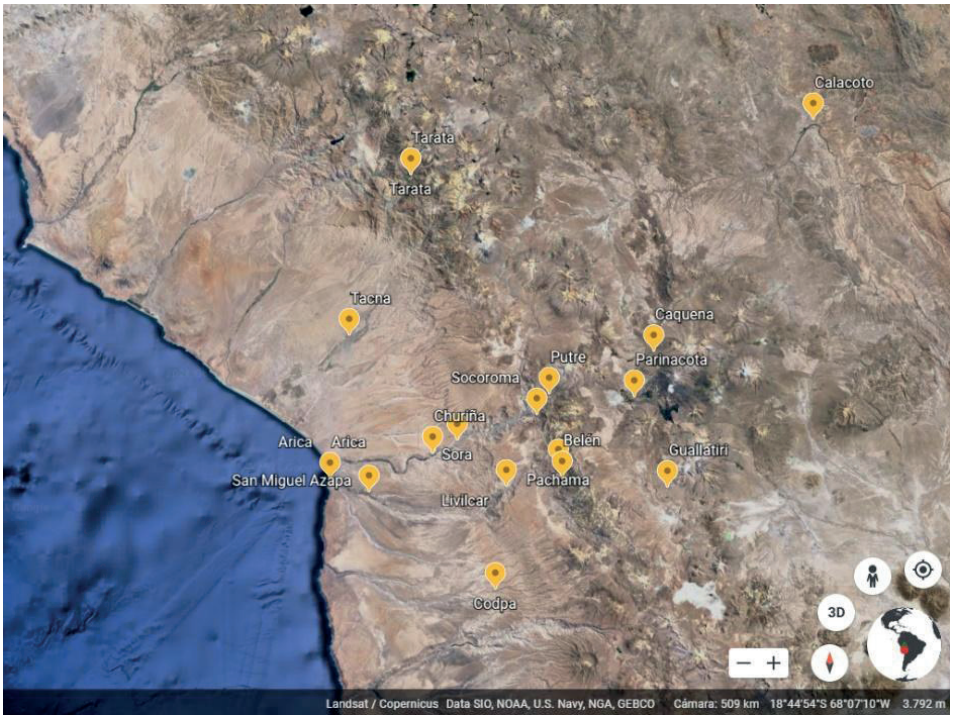 Calacoto
Tarata
Tarata
Tacna
Caquena
Putre
Parinacota
Socoroma
Churiña
Arica Arica
Belén
Sora
Guallatiri
San Miguel Azapa
Pachama
Livilcar
Codpa
3D
Landsat / Copernicus Data SIO, NOAA, U.S. Navy, NGA, GEBCO Cámara: 509 km 18°44'54"S 68°07'10"W 3.792 m